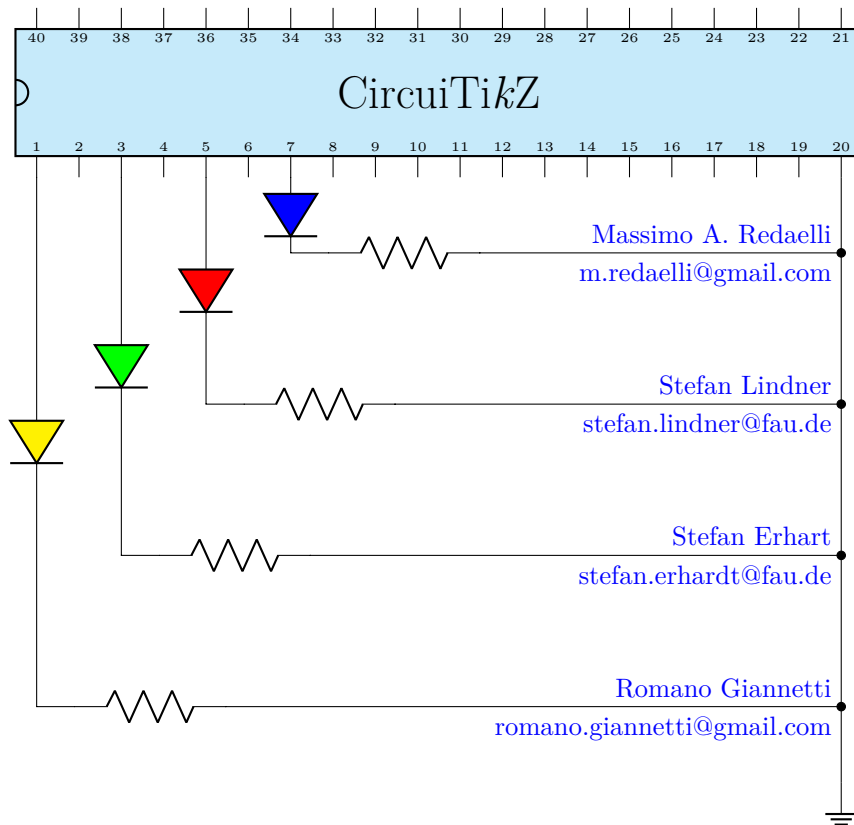 40 39 38 37 36 35 34 33 32 31 30 29 28 27 26 25 24 23 22 21
CircuiTikZ
1 2 3 4 5 6 7 8 9 10 11 12 13 14 15 16 17 18 19 20
Massimo A. Redaelli
m.redaelli@gmail.com
Stefan Lindner
stefan.lindner@fau.de
Stefan Erhart
stefan.erhardt@fau.de
Romano Giannetti
romano.giannetti@gmail.com